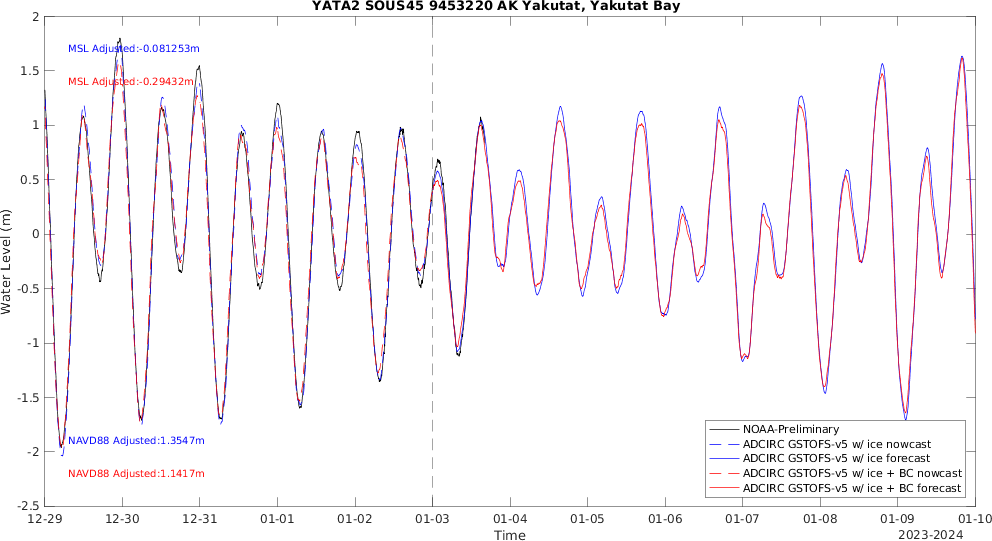 YATA2 SOUS45 9453220 AK Yakutat, Yakutat Bay
2
1.5
1
0.5
0
-0.5
-1
-1.5
-2
-2.5
Water Level (m)
MSL Adjusted:-0.081253m
MSL Adjusted:-0.29432m
NAVD88 Adjusted:1.3547m
NAVD88 Adjusted:1.1417m
NOAA-Preliminary
ADCIRC GSTOFS-v5 w/ ice nowcast
ADCIRC GSTOFS-v5 w/ ice forecast
ADCIRC GSTOFS-v5 w/ ice + BC nowcast
ADCIRC GSTOFS-v5 w/ ice + BC forecast
12-29 12-30 12-31 01-01 01-02 01-03 01-04 01-05 01-06 01-07 01-08 01-09 01-10
Time
2023-2024